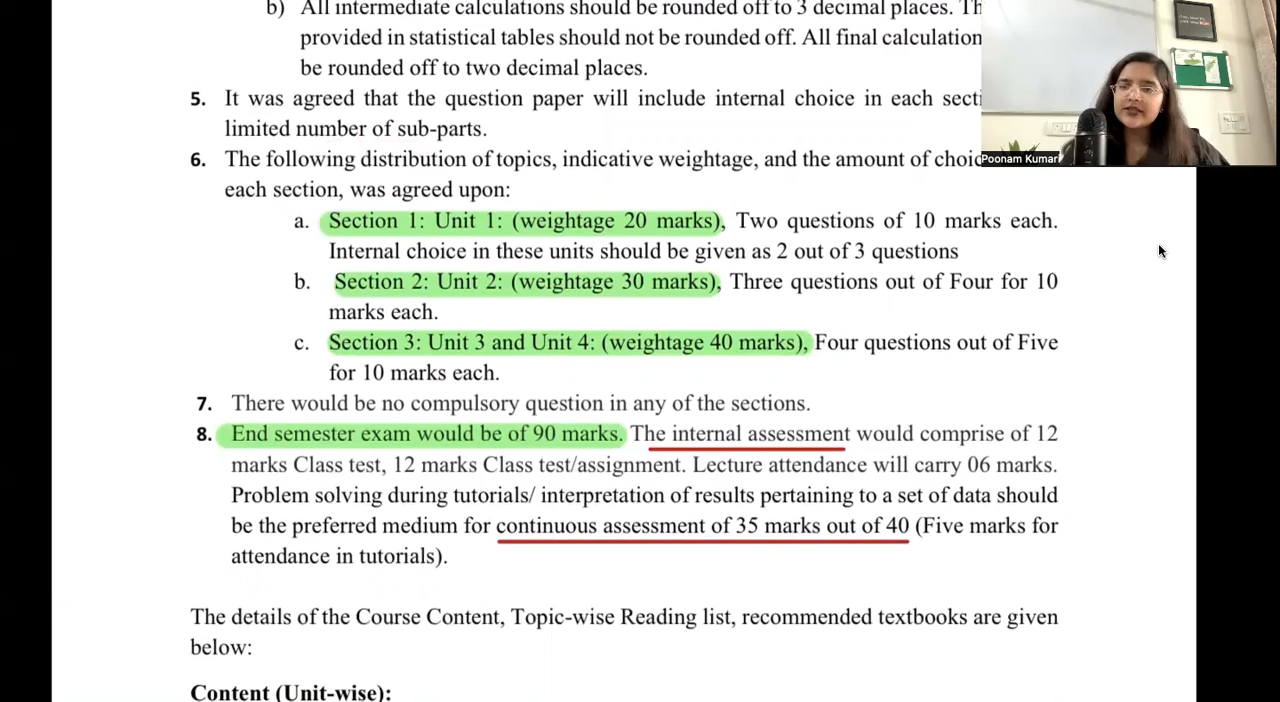 b) All intermediate calculations should be rounded off to 3 decimal places.
provided in statistical tables should not be rounded off. All final calculation
be rounded off to two decimal places.
5. It was agreed that the question paper will include internal choice in each
limited number of sub-parts.
6. The following distribution of topics, indicative weightage, and the amount of
each section, was agreed upon:
a. Section 1: Unit 1: (weightage 20 marks), Two questions of 10 marks each.
Internal choice in these units should be given as 2 out of 3 questions
b. Section 2: Unit 2: (weightage 30 marks), Three questions out of Four for 10
marks each.
c. Section 3: Unit 3 and Unit 4: (weightage 40 marks), Four questions out of Five
for 10 marks each.
7. There would be no compulsory question in any of the sections.
8. End semester exam would be of 90 marks. The internal assessment would comprise of 12
marks Class test, 12 marks Class test/assignment. Lecture attendance will carry 06 marks.
Problem solving during tutorials/ interpretation of results pertaining to a set of data should
be the preferred medium for continuous assessment of 35 marks out of 40 (Five marks for
attendance in tutorials).
The details of the Course Content, Topic-wise Reading list, recommended textbooks are given
below:
Content (Unit-wise):
Poonam Kumar